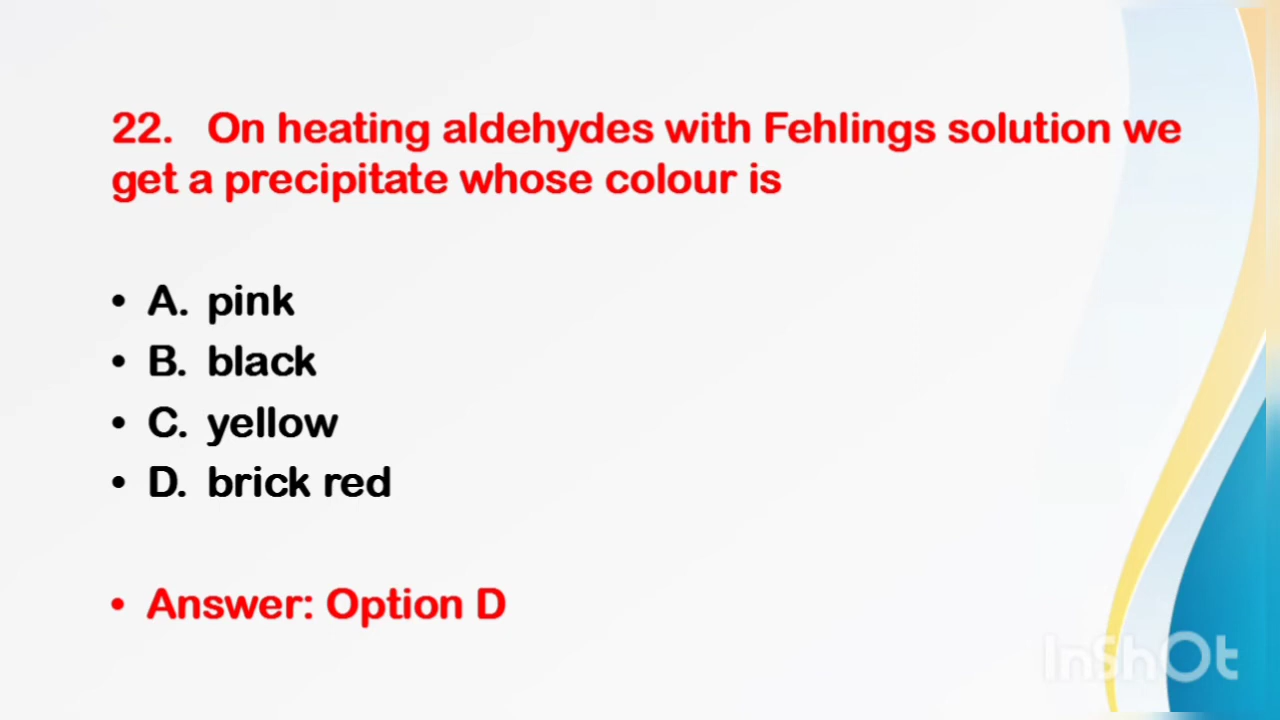 22. On heating aldehydes with Fehlings solution we
get a precipitate whose colour is
• A. pink
• B. black
• C. yellow
• D. brick red
• Answer: Option D
InShOt